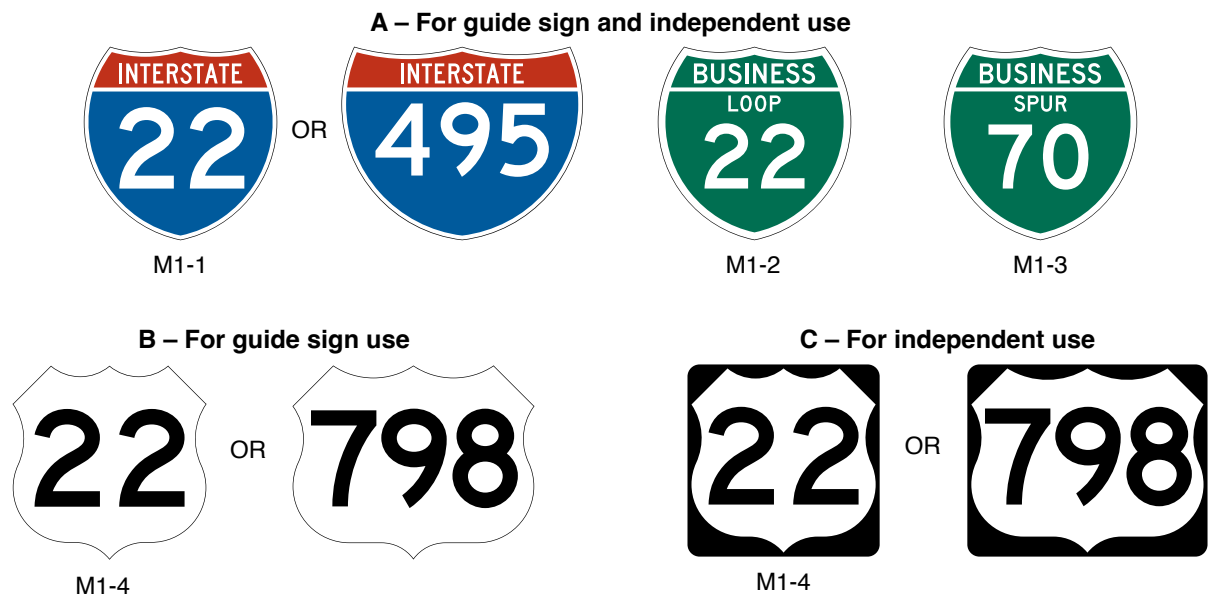 A – For guide sign and independent use
INTERSTATE
22
OR
INTERSTATE
495
BUSINESS
LOOP
22
BUSINESS
SPUR
70
M1-1
M1-2
M1-3
B – For guide sign use
22
OR
798
M1-4
C – For independent use
22
OR
798
M1-4